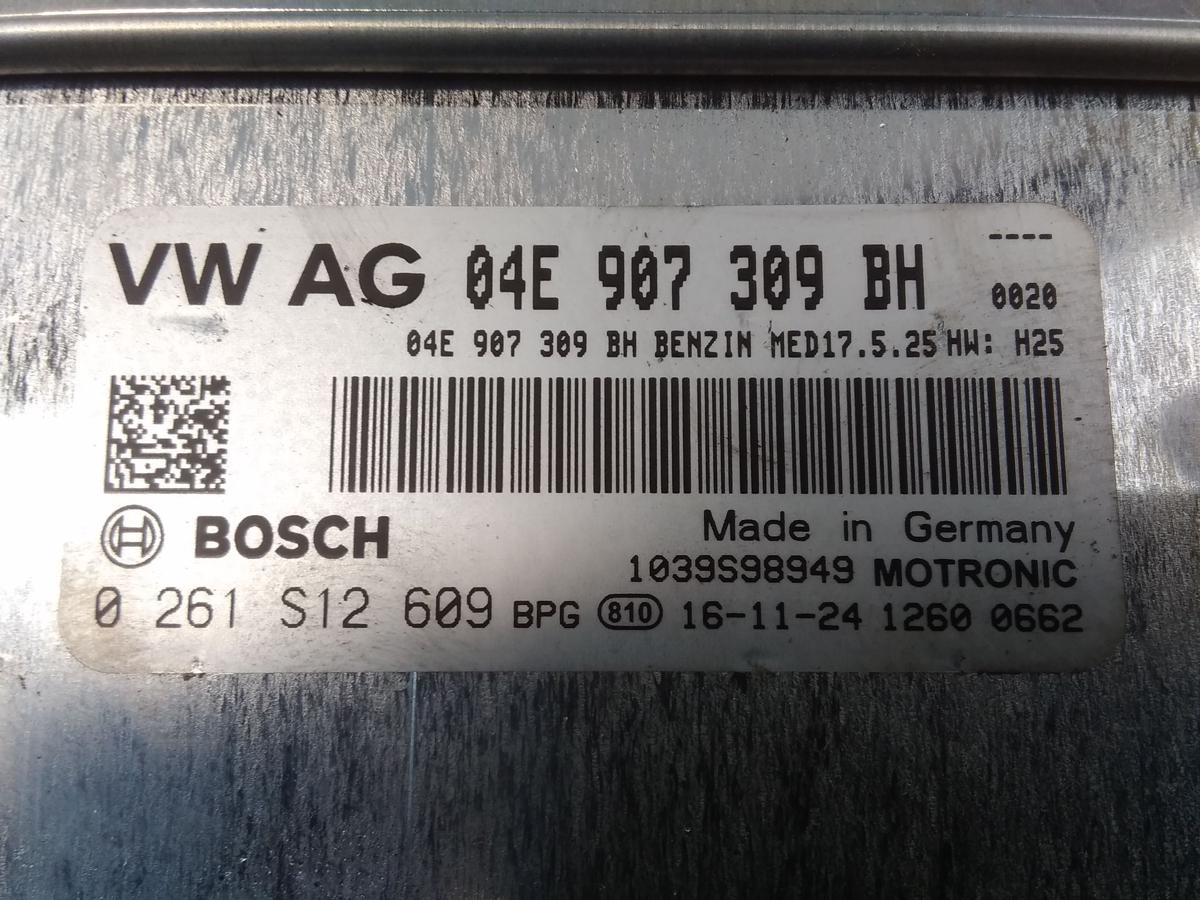 VW AG 04E 907 309 BH ----
0020
04E 907 309 BH BENZIN MED17.5.25 HW: H25
BOSCH Made in Germany
1039S98949 MOTRONIC
0 261 S12 609 BPG 810 16-11-24 1260 0662